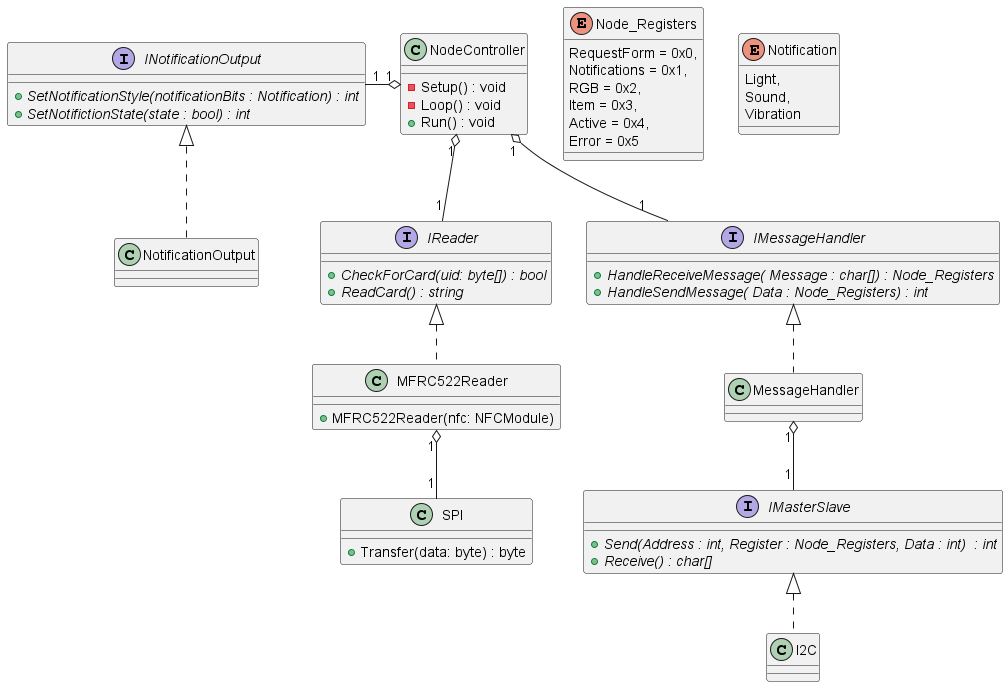 I INotificationOutput
SetNotificationStyle(notificationBits : Notification) : int
SetNotifictionState(state : bool) : int
1 1
C NodeController
Setup() : void
Loop() : void
Run() : void
E Node_Registers
RequestForm = 0x0,
Notifications = 0x1,
RGB = 0x2,
Item = 0x3,
Active = 0x4,
Error = 0x5
E Notification
Light,
Sound,
Vibration
1
1
1
1
C NotificationOutput
I IReader
CheckForCard(uid: byte[]) : bool
ReadCard() : string
I IMessageHandler
HandleReceiveMessage( Message : char[]) : Node_Registers
HandleSendMessage( Data : Node_Registers) : int
C MFRC522Reader
MFRC522Reader(nfc: NFCModule)
C MessageHandler
1
1
1
1
C SPI
Transfer(data: byte) : byte
I IMasterSlave
Send(Address : int, Register : Node_Registers, Data : int) : int
Receive() : char[]
C I2C